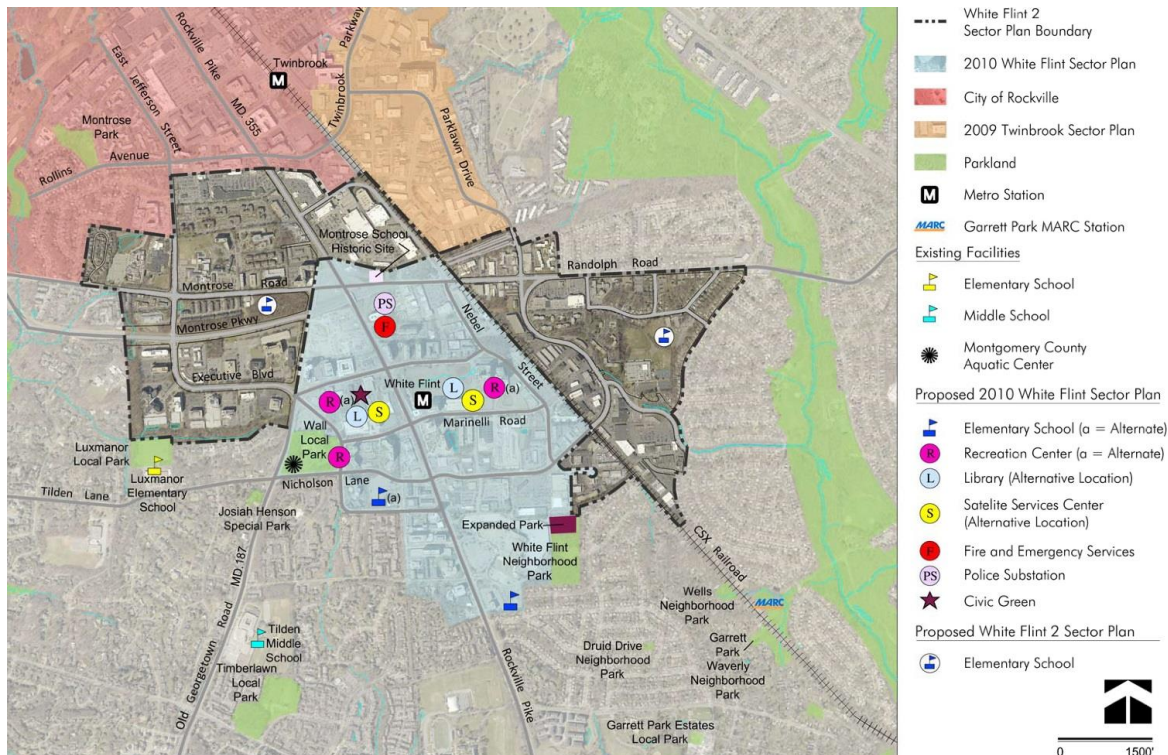 Twinbrook
M
Rockville
Pike
MD 355
East
Jefferson
Street
Montrose
Park
Rollins
Avenue
Twinbrook
Parkway
Parklawn
Drive
Montrose School
Historic Site
Randolph Road
Montrose Road
Montrose Pkwy
Executive Blvd
PS
F
Nebel
Street
White Flint
M
R (a)
L
S
L
S
R (a)
Marinelli Road
Wall
Local
Park
R
Nicholson Lane
(a)
Luxmanor
Local Park
Luxmanor
Elementary
School
Tilden Lane
Josiah Henson
Special Park
Expanded Park
White Flint
Neighborhood
Park
CSX Railroad
Old Georgetown Road MD.187
Tilden
Middle
School
Timberlawn
Local
Park
Rockville Pike
Wells
Neighborhood
Park
MARC
Garrett
Park
Waverly
Neighborhood
Park
Druid Drive
Neighborhood
Park
Garrett Park Estates
Local Park
White Flint 2
Sector Plan Boundary
2010 White Flint Sector Plan
City of Rockville
2009 Twinbrook Sector Plan
Parkland
M Metro Station
MARC Garrett Park MARC Station
Existing Facilities
Elementary School
Middle School
Montgomery County
Aquatic Center
Proposed 2010 White Flint Sector Plan
Elementary School (a = Alternate)
R Recreation Center (a = Alternate)
L Library (Alternative Location)
S Satelite Services Center
(Alternative Location)
F Fire and Emergency Services
PS Police Substation
Civic Green
Proposed White Flint 2 Sector Plan
Elementary School
0 1500'